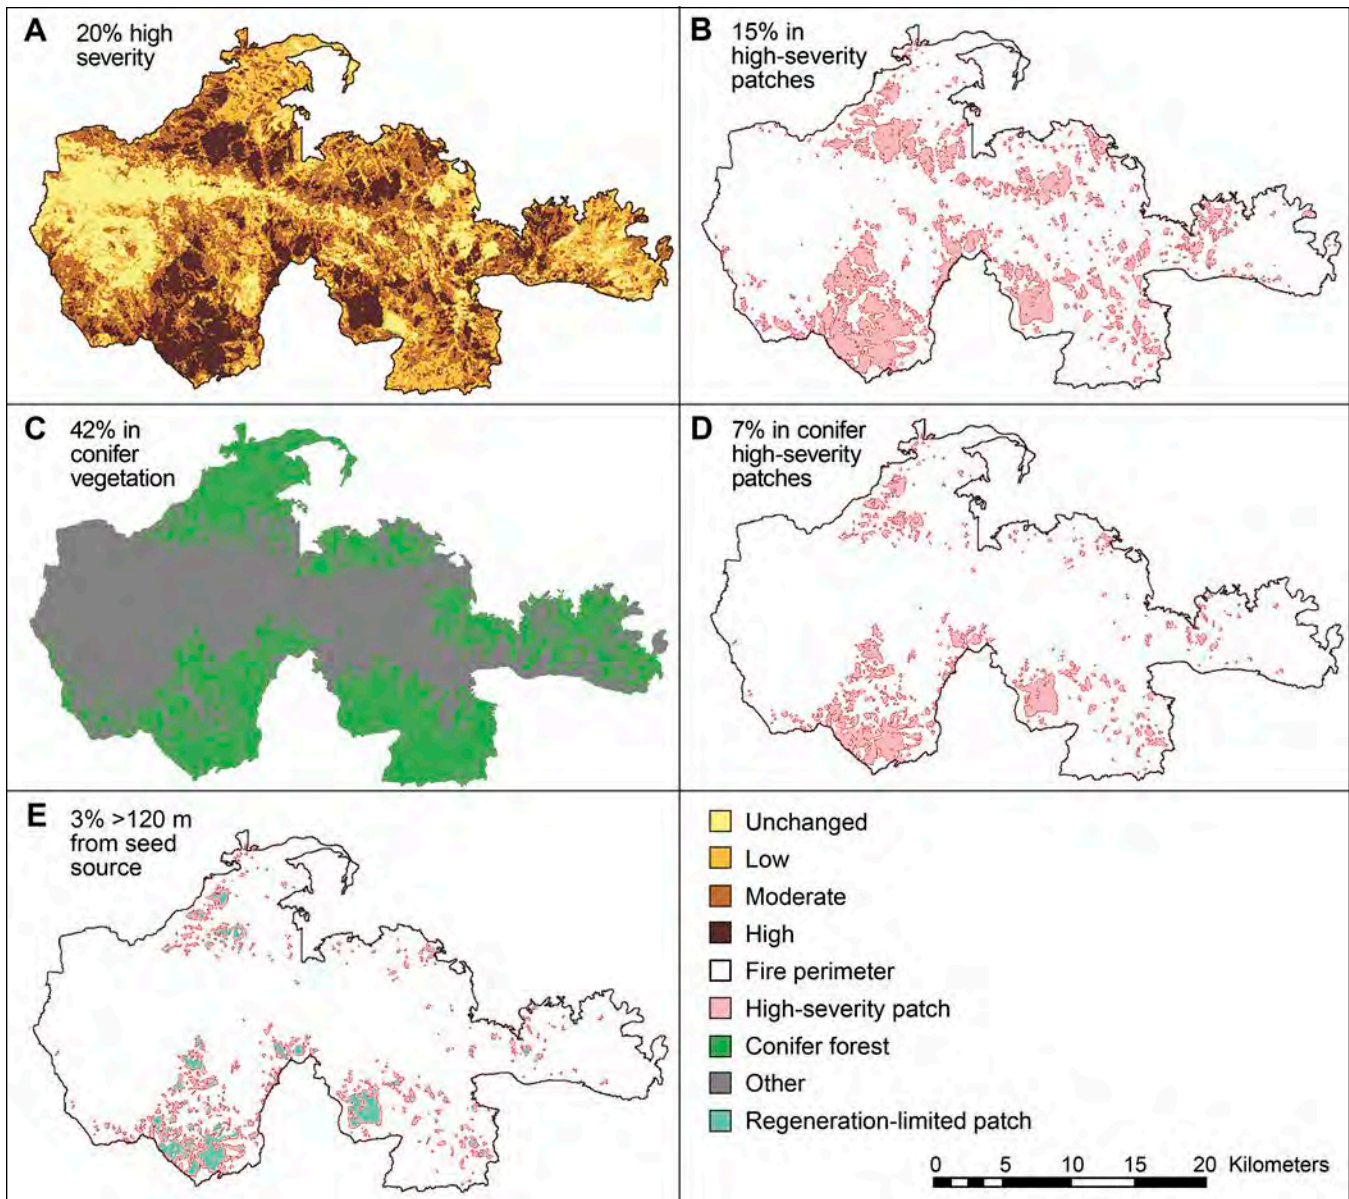 A
20% high
severity
B
15% in
high-severity
patches
C
42% in
conifer
vegetation
D
7% in conifer
high-severity
patches
E
3% >120 m
from seed
source
Unchanged
Low
Moderate
High
Fire perimeter
High-severity patch
Conifer forest
Other
Regeneration-limited patch
0 5 10 15 20 Kilometers